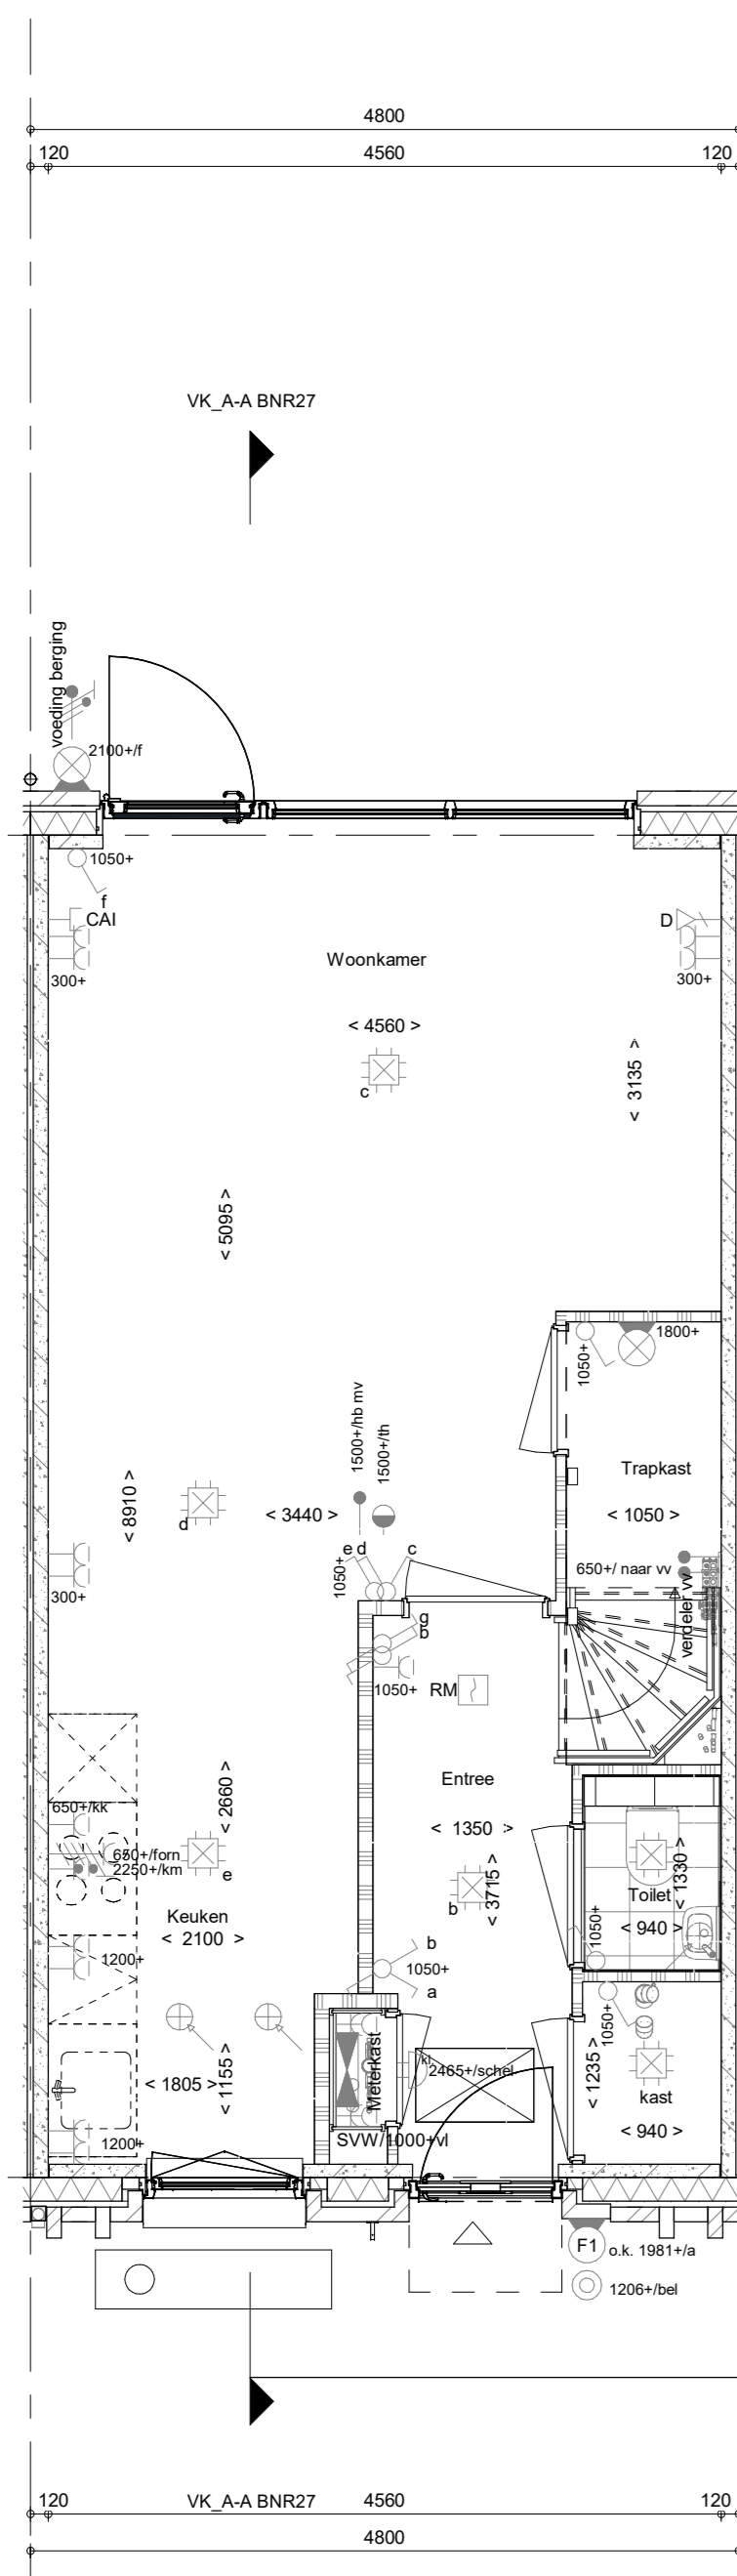 4800
120 4560 120
VK_A-A BNR27
voeding berging
2100+/f
1050+
f
CAI
D
300+
300+
Woonkamer
< 4560 >
c
< 3135 >
< 5095 >
1050+
1800+
1500+/hb mv
1500+/th
Trapkast
< 8910 >
d
< 3440 >
< 1050 >
e d
c
1050+
300+
650+/ naar vv
verdeler vv
g
b
1050+
RM
Entree
650+/kk
< 2660 >
< 1350 >
650+/forn
2250+/km
e
< 3715 >
b
< 1330 >
Toilet
Keuken
< 2100 >
< 940 >
1050+
b
1200+
1050+
a
1050+
kl.
2465+/schel
Meterkast
< 1805 >
< 1155 >
< 1235 >
kast
1200+
< 940 >
SVW/1000+vl
F1
o.k. 1981+/a
1206+/bel
120 VK_A-A BNR27 4560 120
4800